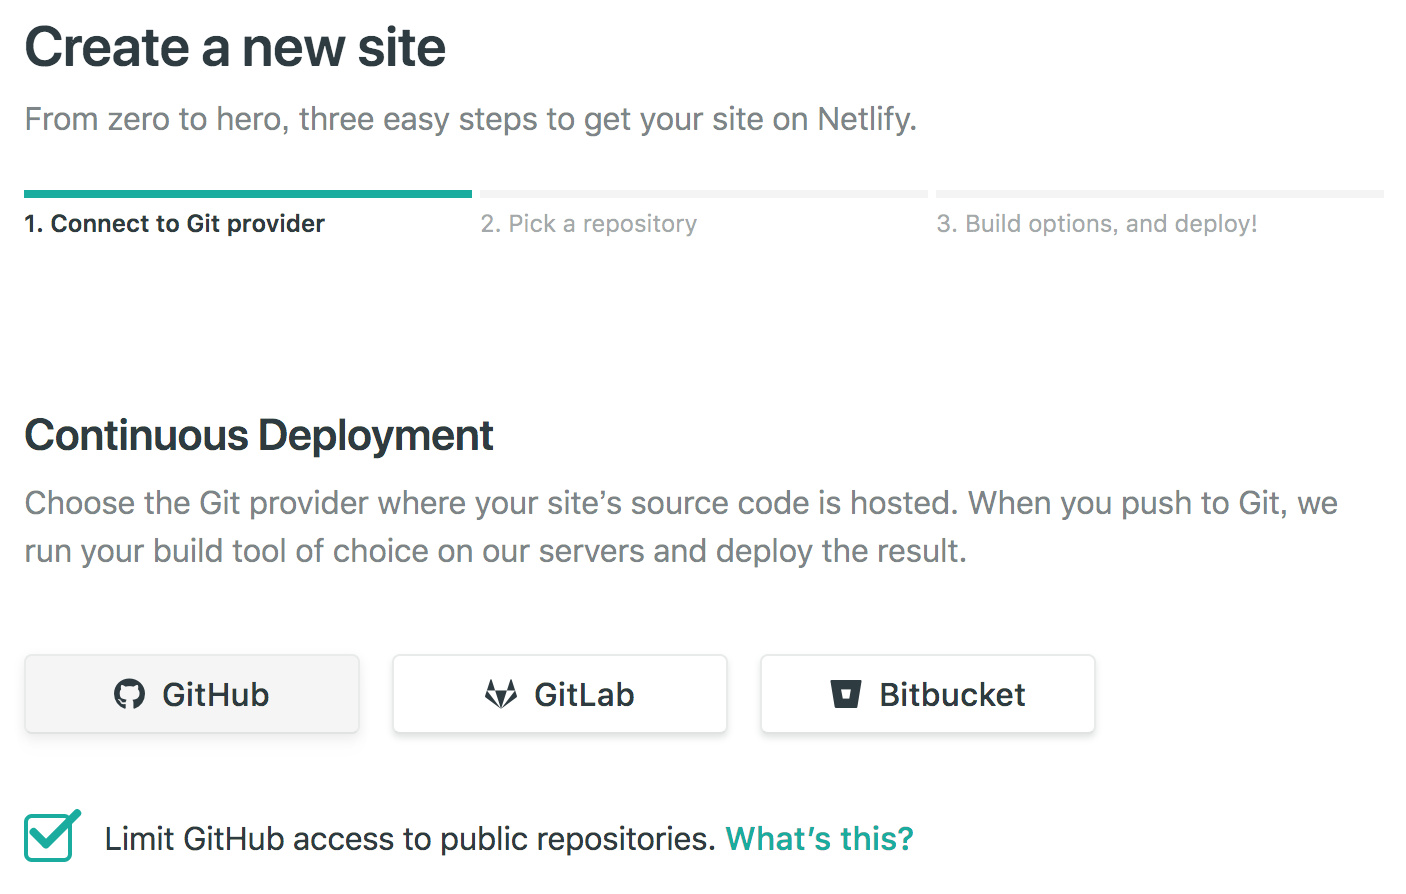 Create a new site
From zero to hero, three easy steps to get your site on Netlify.
1. Connect to Git provider
2. Pick a repository
3. Build options, and deploy!
Continuous Deployment
Choose the Git provider where your site’s source code is hosted. When you push to Git, we
run your build tool of choice on our servers and deploy the result.
GitHub
GitLab
Bitbucket
Limit GitHub access to public repositories. What’s this?